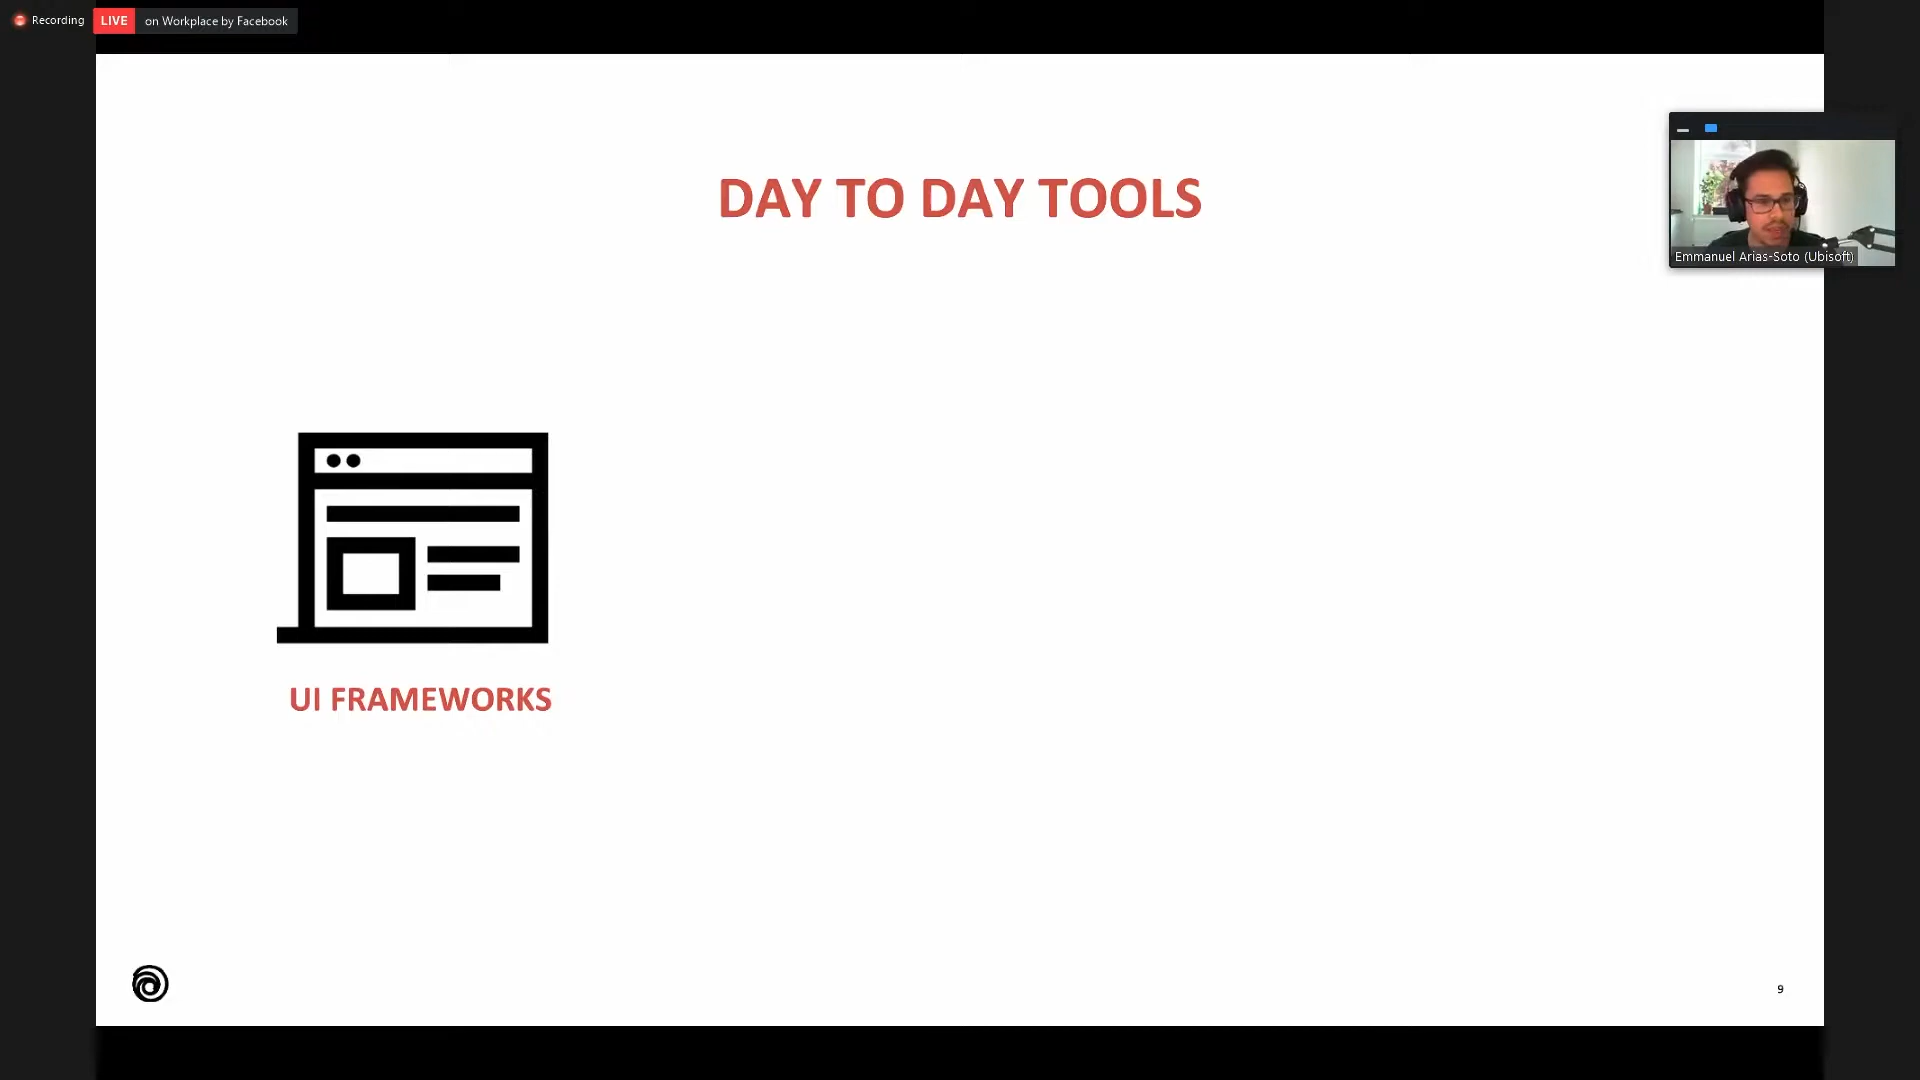 Recording LIVE on Workplace by Facebook
DAY TO DAY TOOLS
Emmanuel Arias-Soto (Ubisoft)
UI FRAMEWORKS
9